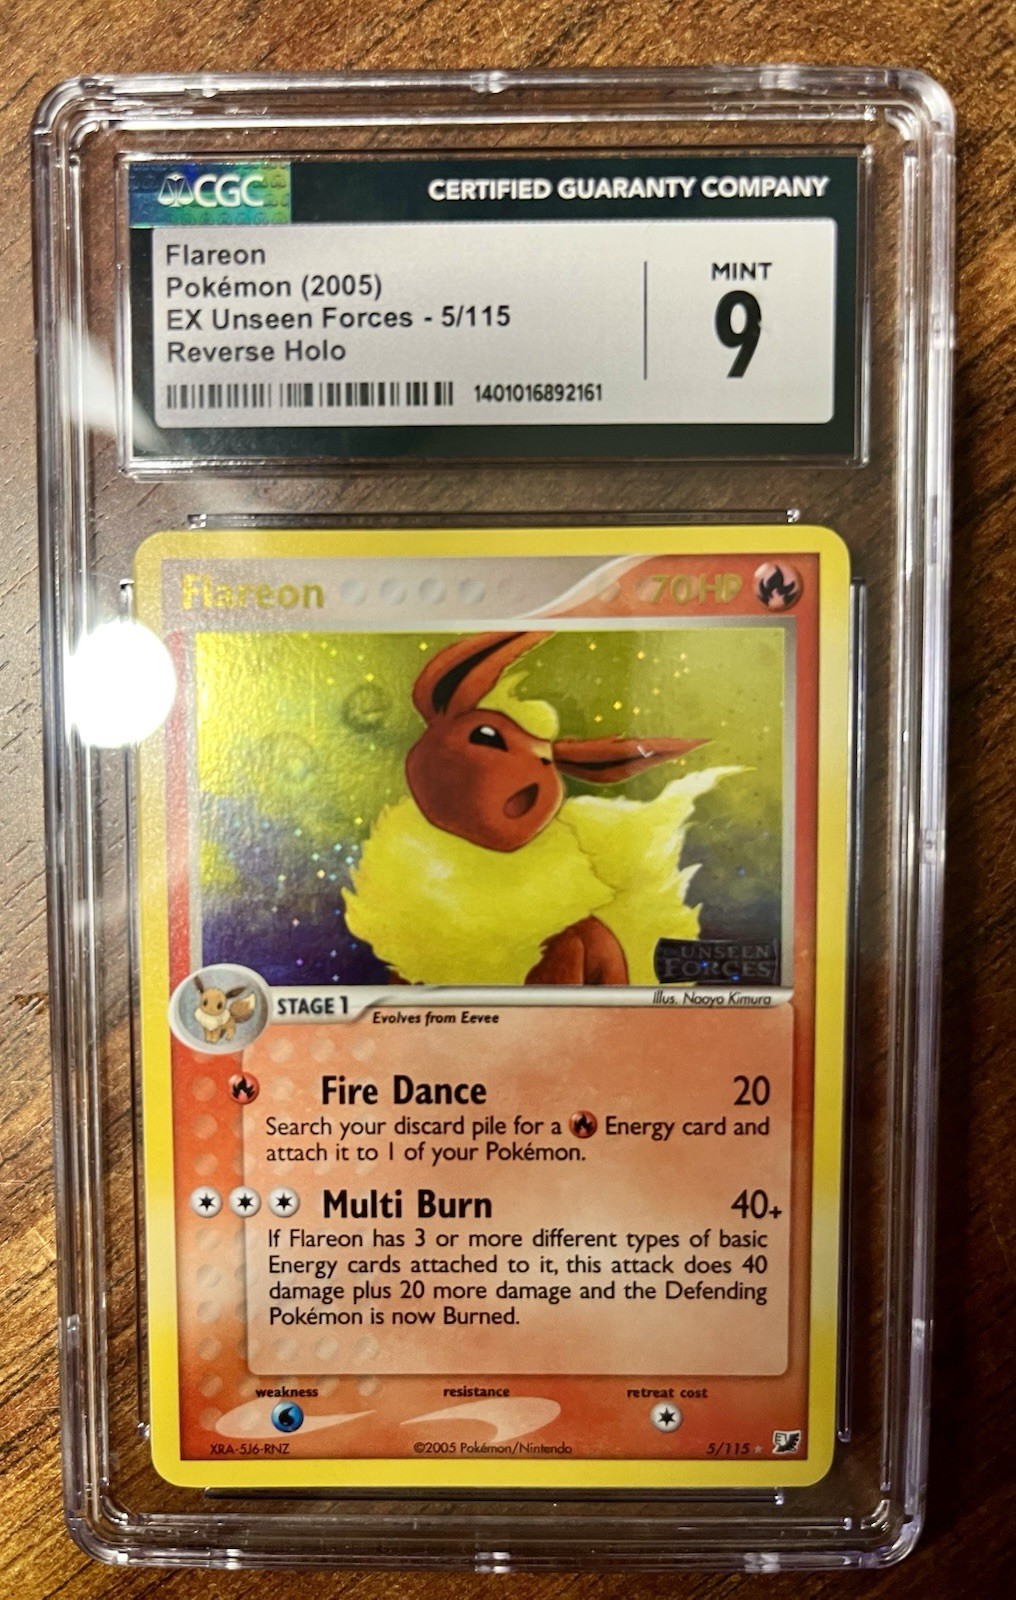 CGC
CERTIFIED GUARANTY COMPANY
Flareon
Pokémon (2005)
EX Unseen Forces - 5/115
Reverse Holo
1401016892161
MINT
9
Flareon
70 HP
UNSEEN
FORCES
STAGE 1
Illus. Naoyo Kimura
Evolves from Eevee
Fire Dance 20
Search your discard pile for a Energy card and
attach it to 1 of your Pokémon.
Multi Burn 40+
If Flareon has 3 or more different types of basic
Energy cards attached to it, this attack does 40
damage plus 20 more damage and the Defending
Pokémon is now Burned.
weakness resistance retreat cost
XRA-5J6-RNZ ©2005 Pokémon/Nintendo 5/115